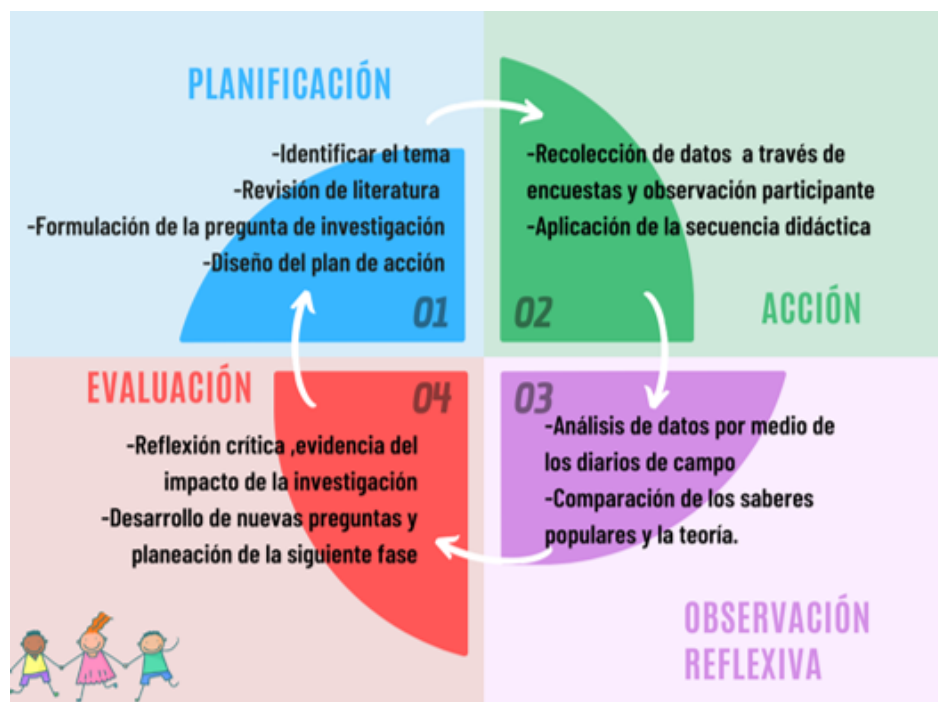 PLANIFICACIÓN
-Identificar el tema
-Revisión de literatura
-Formulación de la pregunta de investigación
-Diseño del plan de acción
01
-Recolección de datos a través de
encuestas y observación participante
-Aplicación de la secuencia didáctica
02
ACCIÓN
03
-Análisis de datos por medio de
los diarios de campo
-Comparación de los saberes
populares y la teoría.
OBSERVACIÓN
REFLEXIVA
EVALUACIÓN
04
-Reflexión crítica ,evidencia del
impacto de la investigación
-Desarrollo de nuevas preguntas y
planeación de la siguiente fase